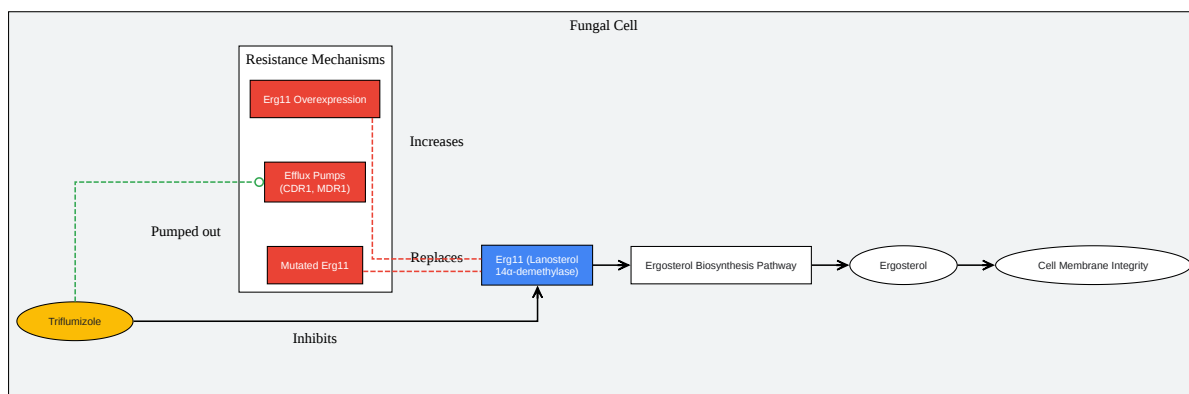 Fungal Cell
Resistance Mechanisms
Erg11 Overexpression
Increases
Efflux Pumps
(CDR1, MDR1)
Pumped out
Mutated Erg11
Replaces
Erg11 (Lanosterol
14α-demethylase)
Ergosterol Biosynthesis Pathway
Ergosterol
Cell Membrane Integrity
Triflumizole
Inhibits